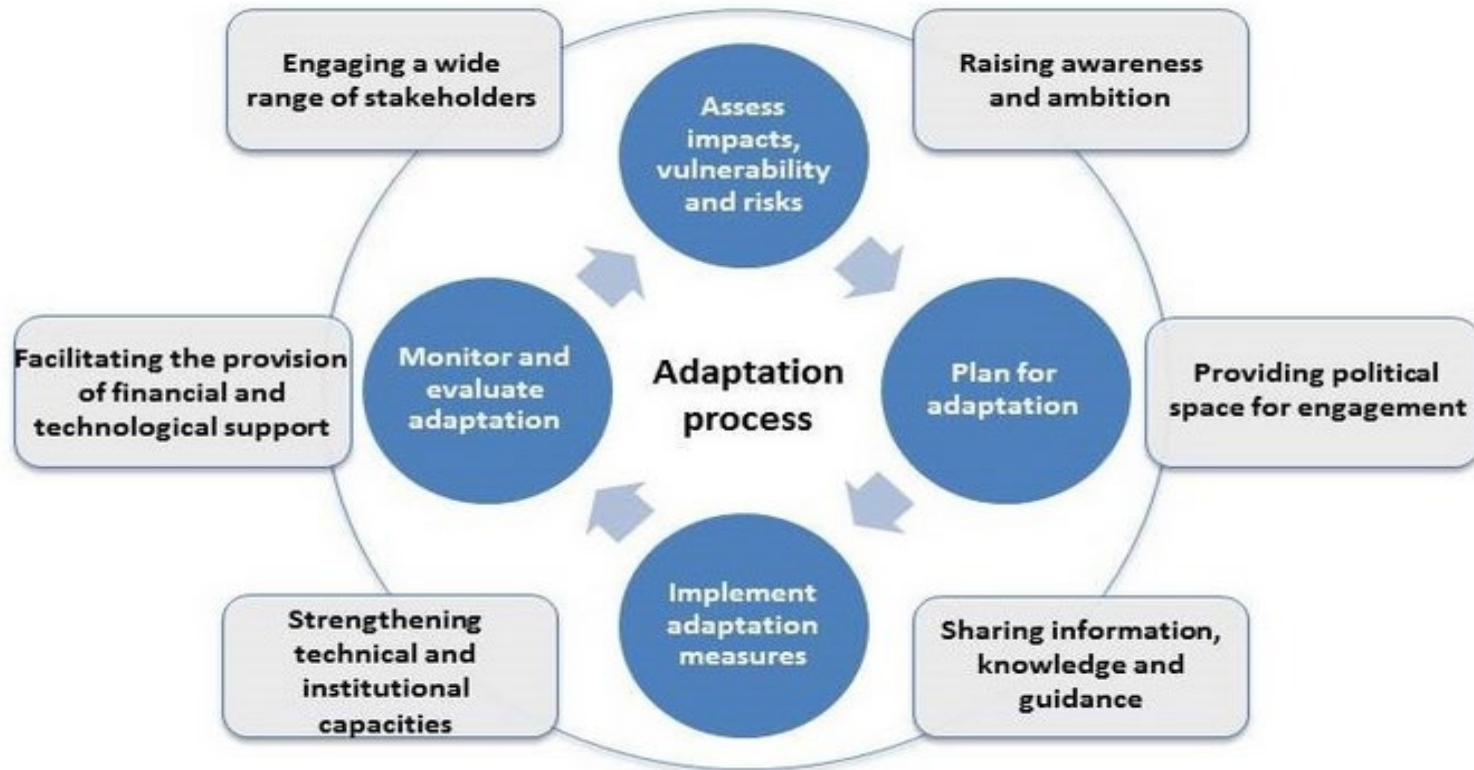 Engaging a wide
range of stakeholders
Raising awareness
and ambition
Assess
impacts,
vulnerability
and risks
Facilitating the provision
of financial and
technological support
Monitor and
evaluate
adaptation
Adaptation
process
Plan for
adaptation
Providing political
space for engagement
Strengthening
technical and
institutional
capacities
Implement
adaptation
measures
Sharing information,
knowledge and
guidance